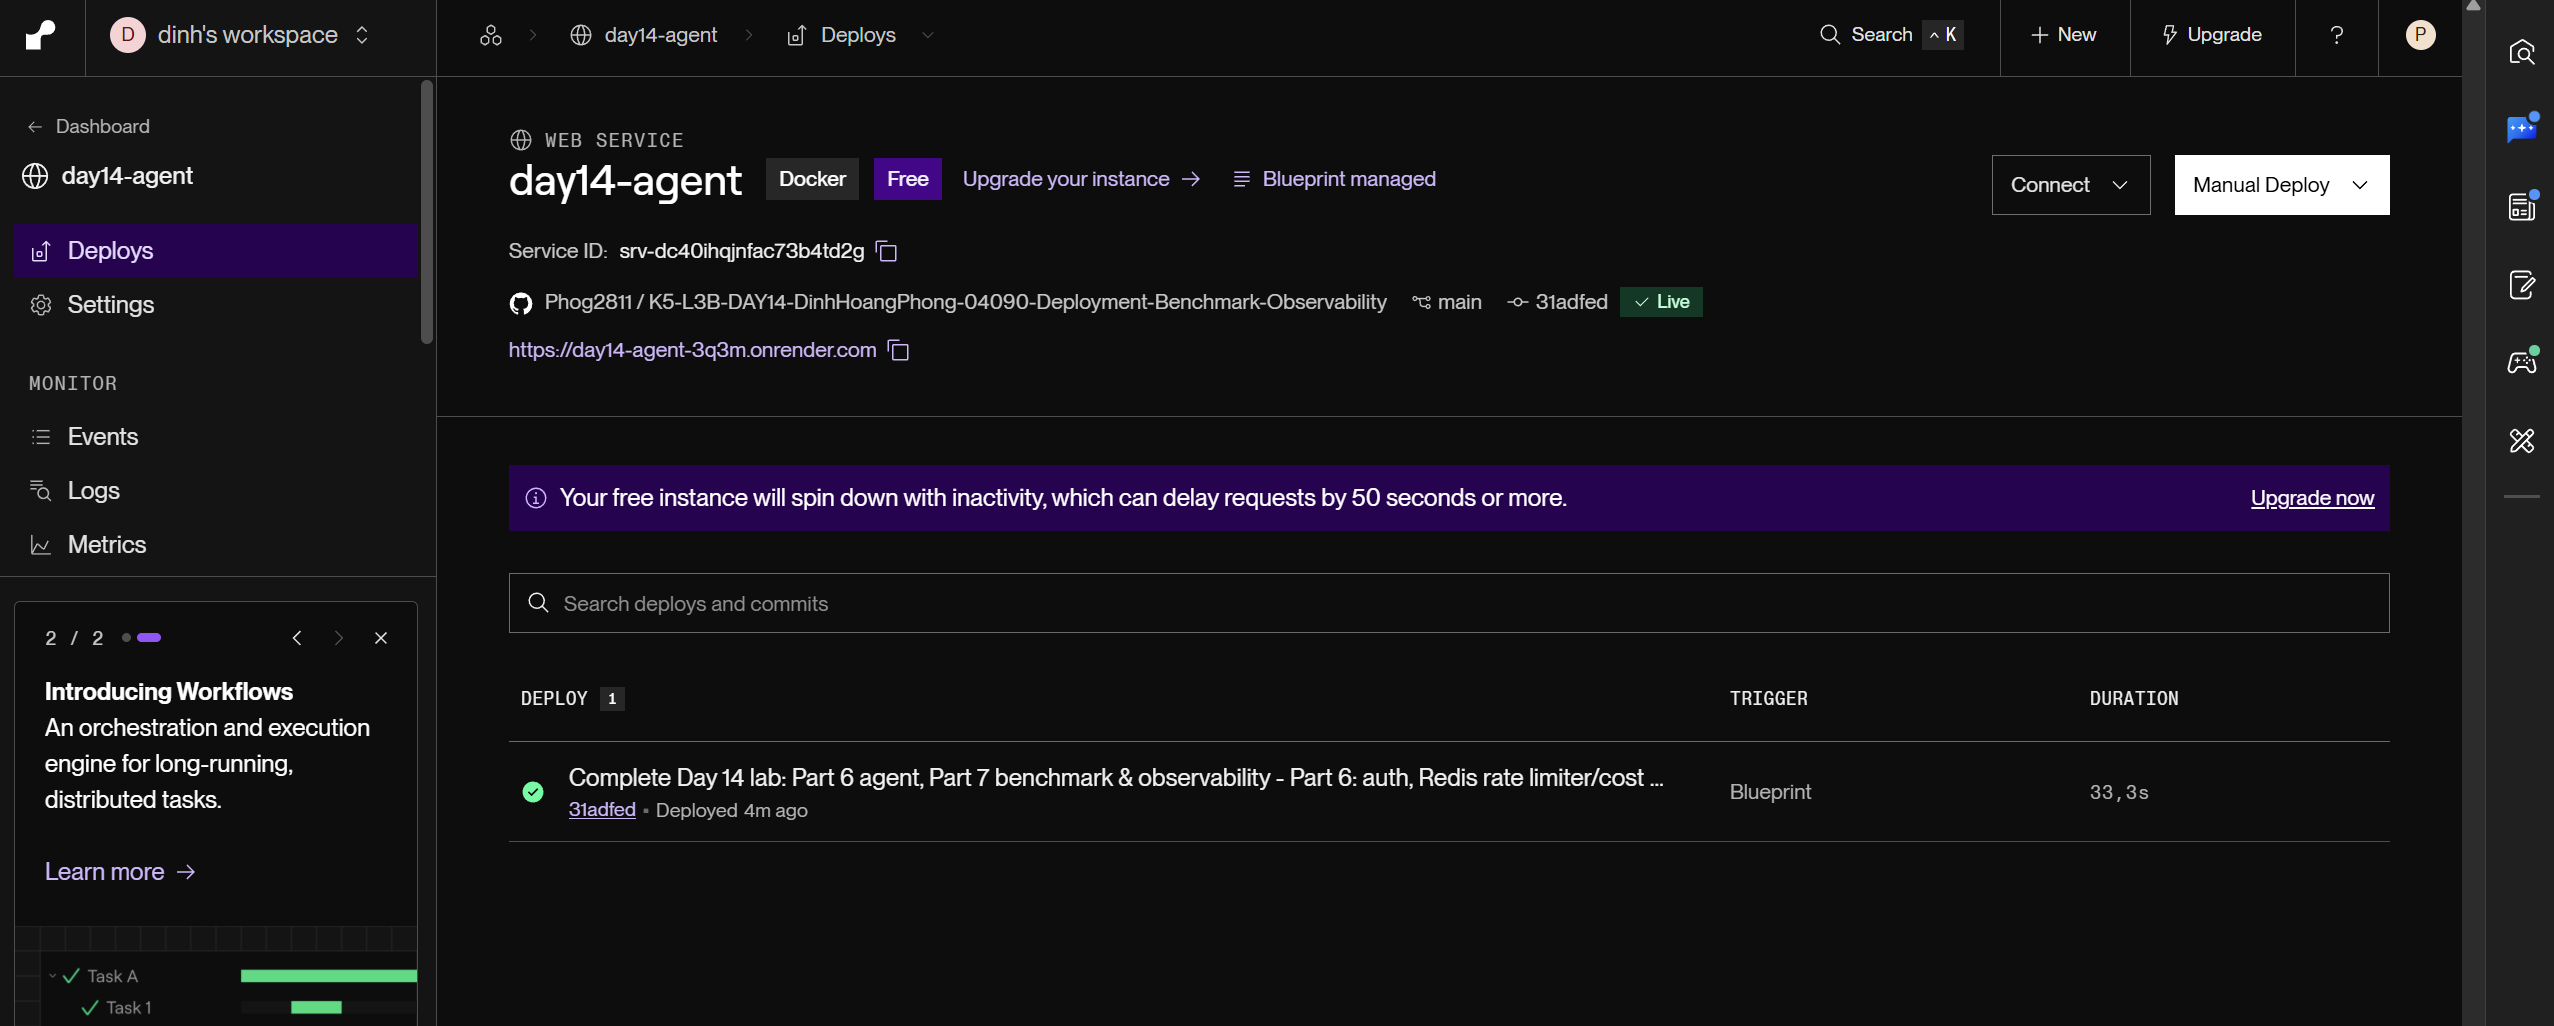 D dinh's workspace
day14-agent
Deploys
Search ^ K
+ New
Upgrade
?
P
← Dashboard
day14-agent
Deploys
Settings
MONITOR
Events
Logs
Metrics
2 / 2
Introducing Workflows
An orchestration and execution
engine for long-running,
distributed tasks.
Learn more →
Task A
Task 1
WEB SERVICE
day14-agent Docker Free Upgrade your instance → Blueprint managed
Connect
Manual Deploy
Service ID: srv-dc40ihqjnfac73b4td2g
Phog2811 / K5-L3B-DAY14-DinhHoangPhong-04090-Deployment-Benchmark-Observability main 31adfed Live
https://day14-agent-3q3m.onrender.com
Your free instance will spin down with inactivity, which can delay requests by 50 seconds or more. Upgrade now
Search deploys and commits
DEPLOY 1 TRIGGER DURATION
Complete Day 14 lab: Part 6 agent, Part 7 benchmark & observability - Part 6: auth, Redis rate limiter/cost ...
31adfed • Deployed 4m ago
Blueprint
33,3s